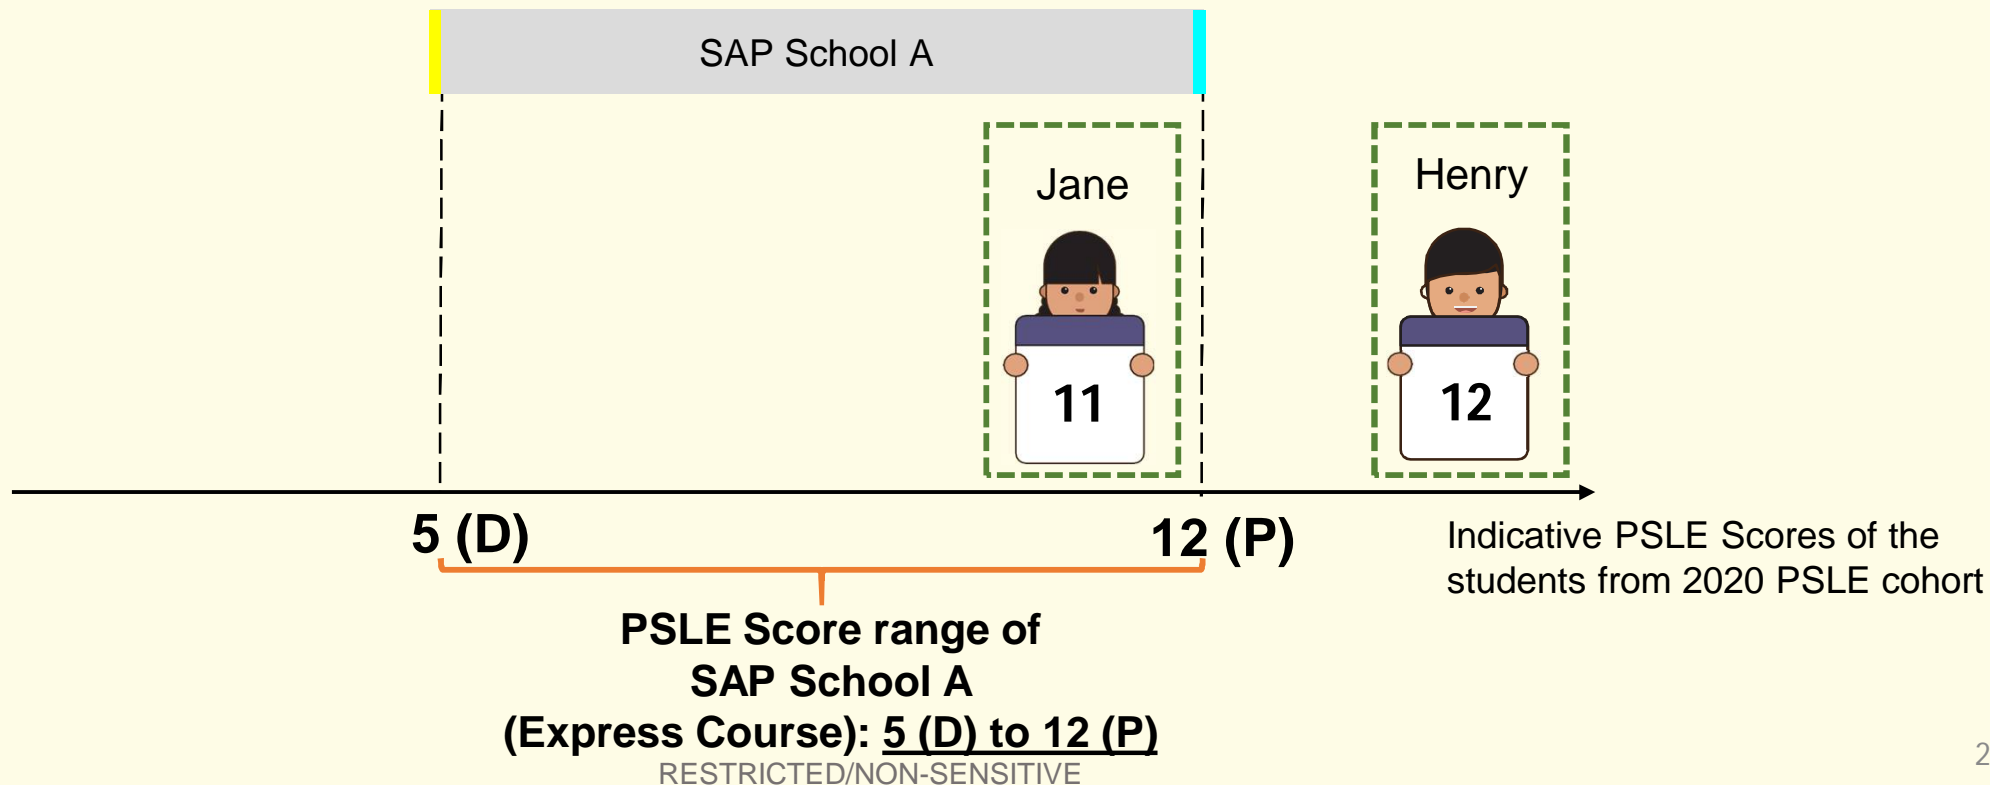 SAP School A
Jane
Henry
11
12
5 (D)
12 (P)
Indicative PSLE Scores of the
students from 2020 PSLE cohort
PSLE Score range of
SAP School A
(Express Course): 5 (D) to 12 (P)
RESTRICTED/NON-SENSITIVE
2